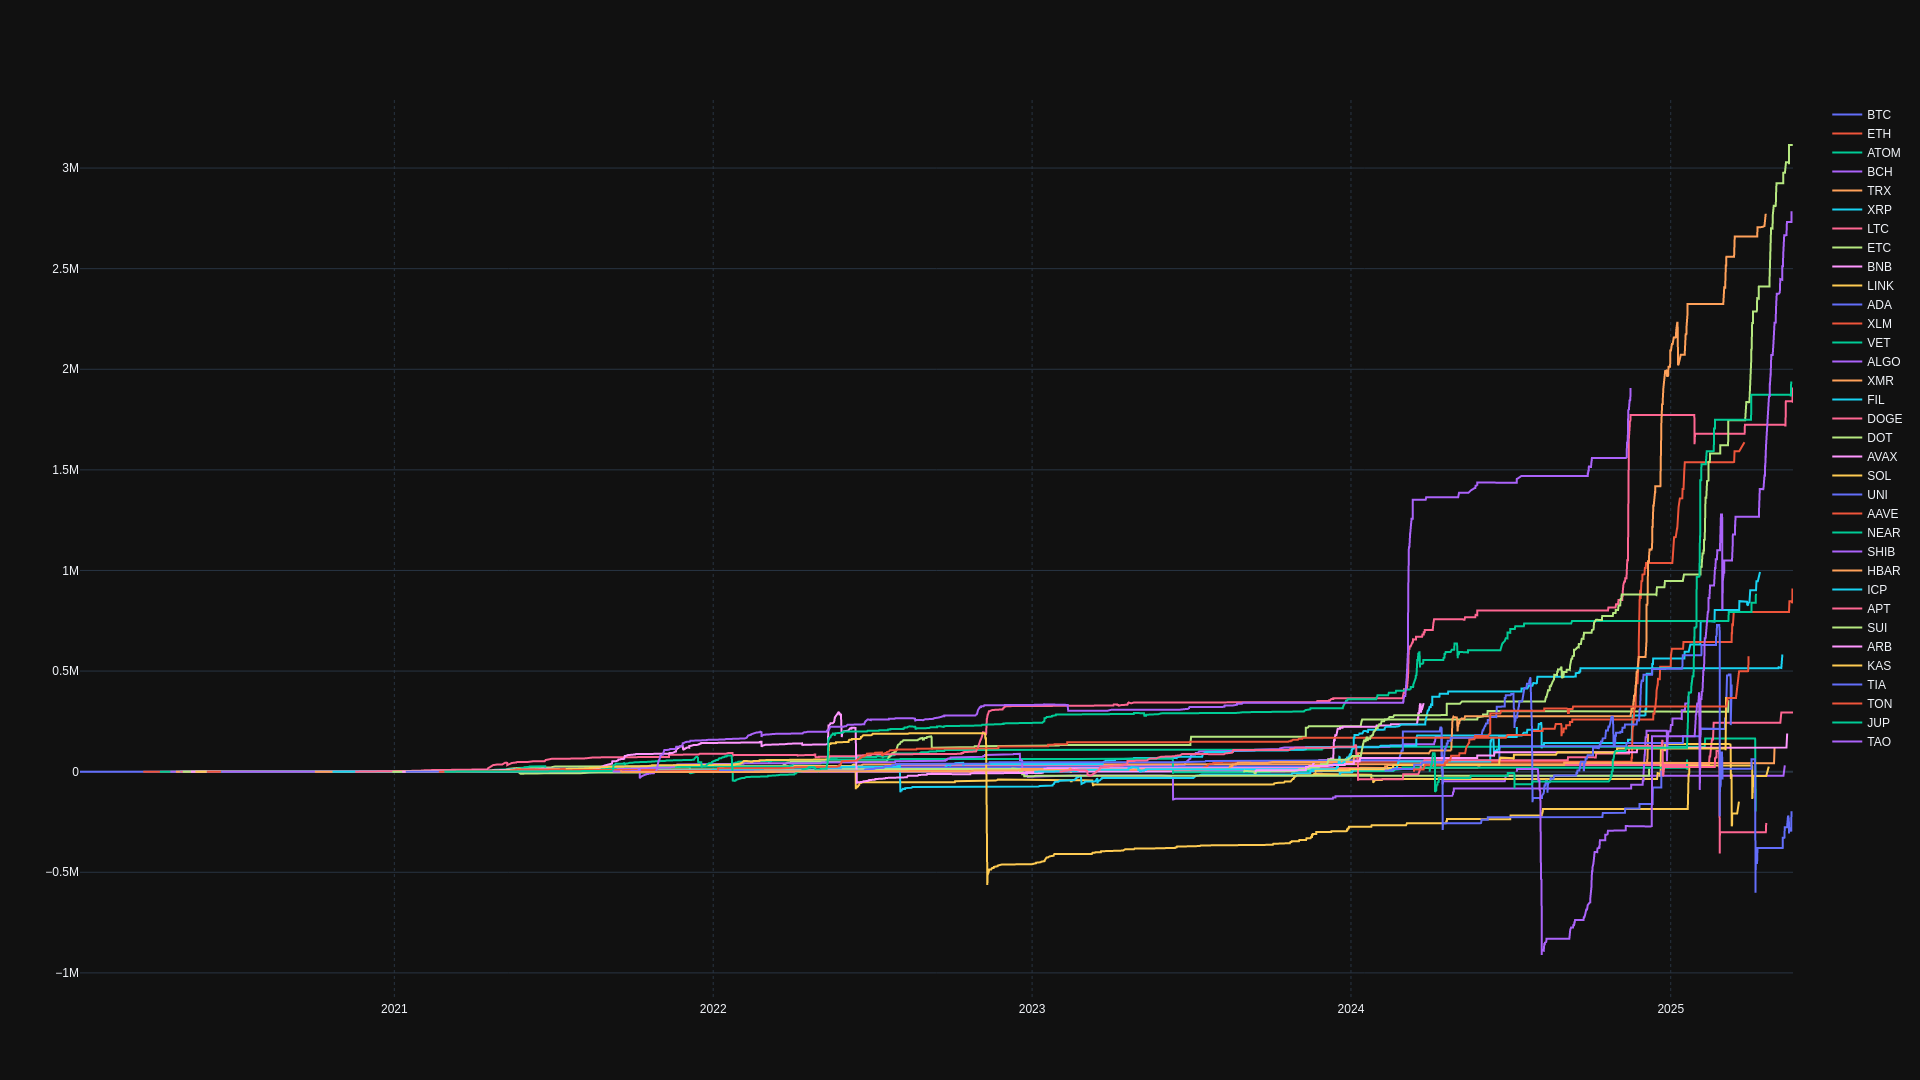 3M
2.5M
2M
1.5M
1M
0.5M
0
−0.5M
−1M
2021
2022
2023
2024
2025
BTC
ETH
ATOM
BCH
TRX
XRP
LTC
ETC
BNB
LINK
ADA
XLM
VET
ALGO
XMR
FIL
DOGE
DOT
AVAX
SOL
UNI
AAVE
NEAR
SHIB
HBAR
ICP
APT
SUI
ARB
KAS
TIA
TON
JUP
TAO